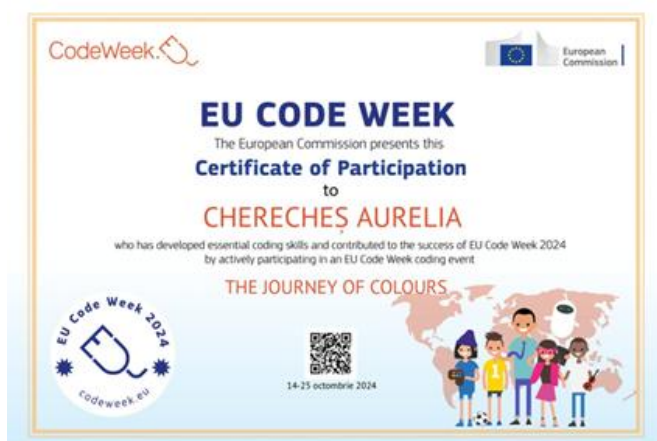 CodeWeek.
European
Commission
EU CODE WEEK
The European Commission presents this
Certificate of Participation
to
CHERECHEȘ AURELIA
who has developed essential coding skills and contributed to the success of EU Code Week 2024
by actively participating in an EU Code Week coding event
THE JOURNEY OF COLOURS
EU Code Week 2024
codeweek.eu
1
14-25 octombrie 2024